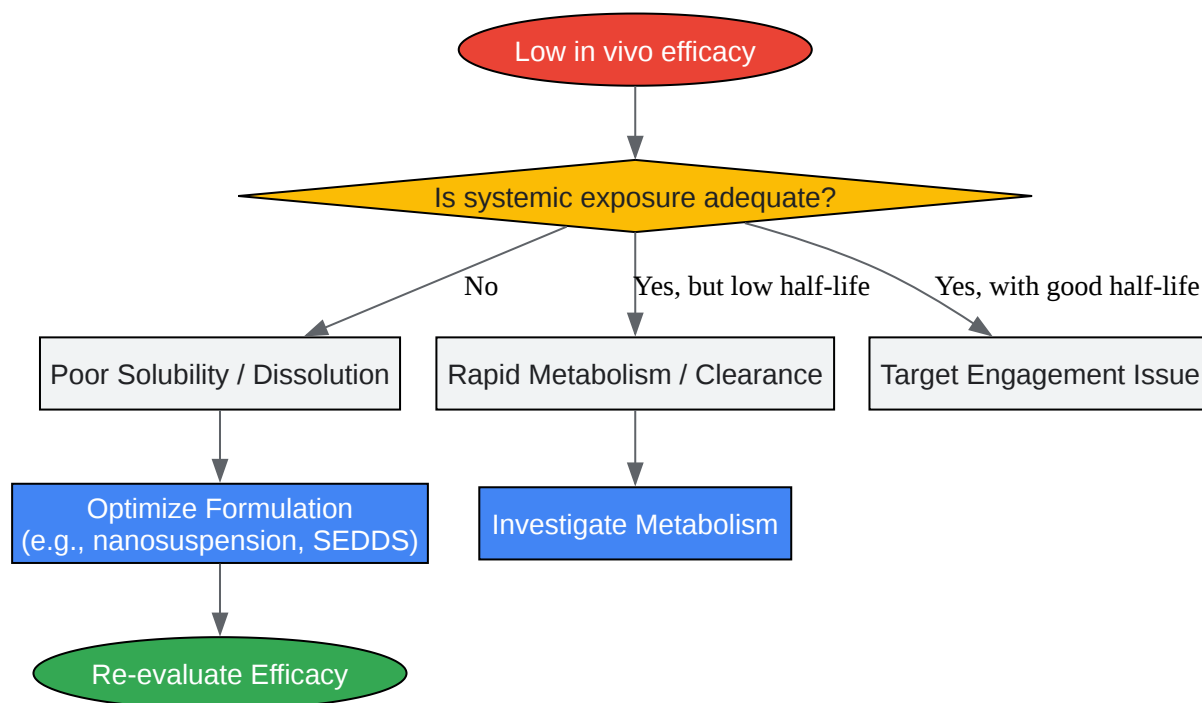 Low in vivo efficacy
Is systemic exposure adequate?
No
Yes, but low half-life
Yes, with good half-life
Poor Solubility / Dissolution
Rapid Metabolism / Clearance
Target Engagement Issue
Optimize Formulation
(e.g., nanosuspension, SEDDS)
Investigate Metabolism
Re-evaluate Efficacy